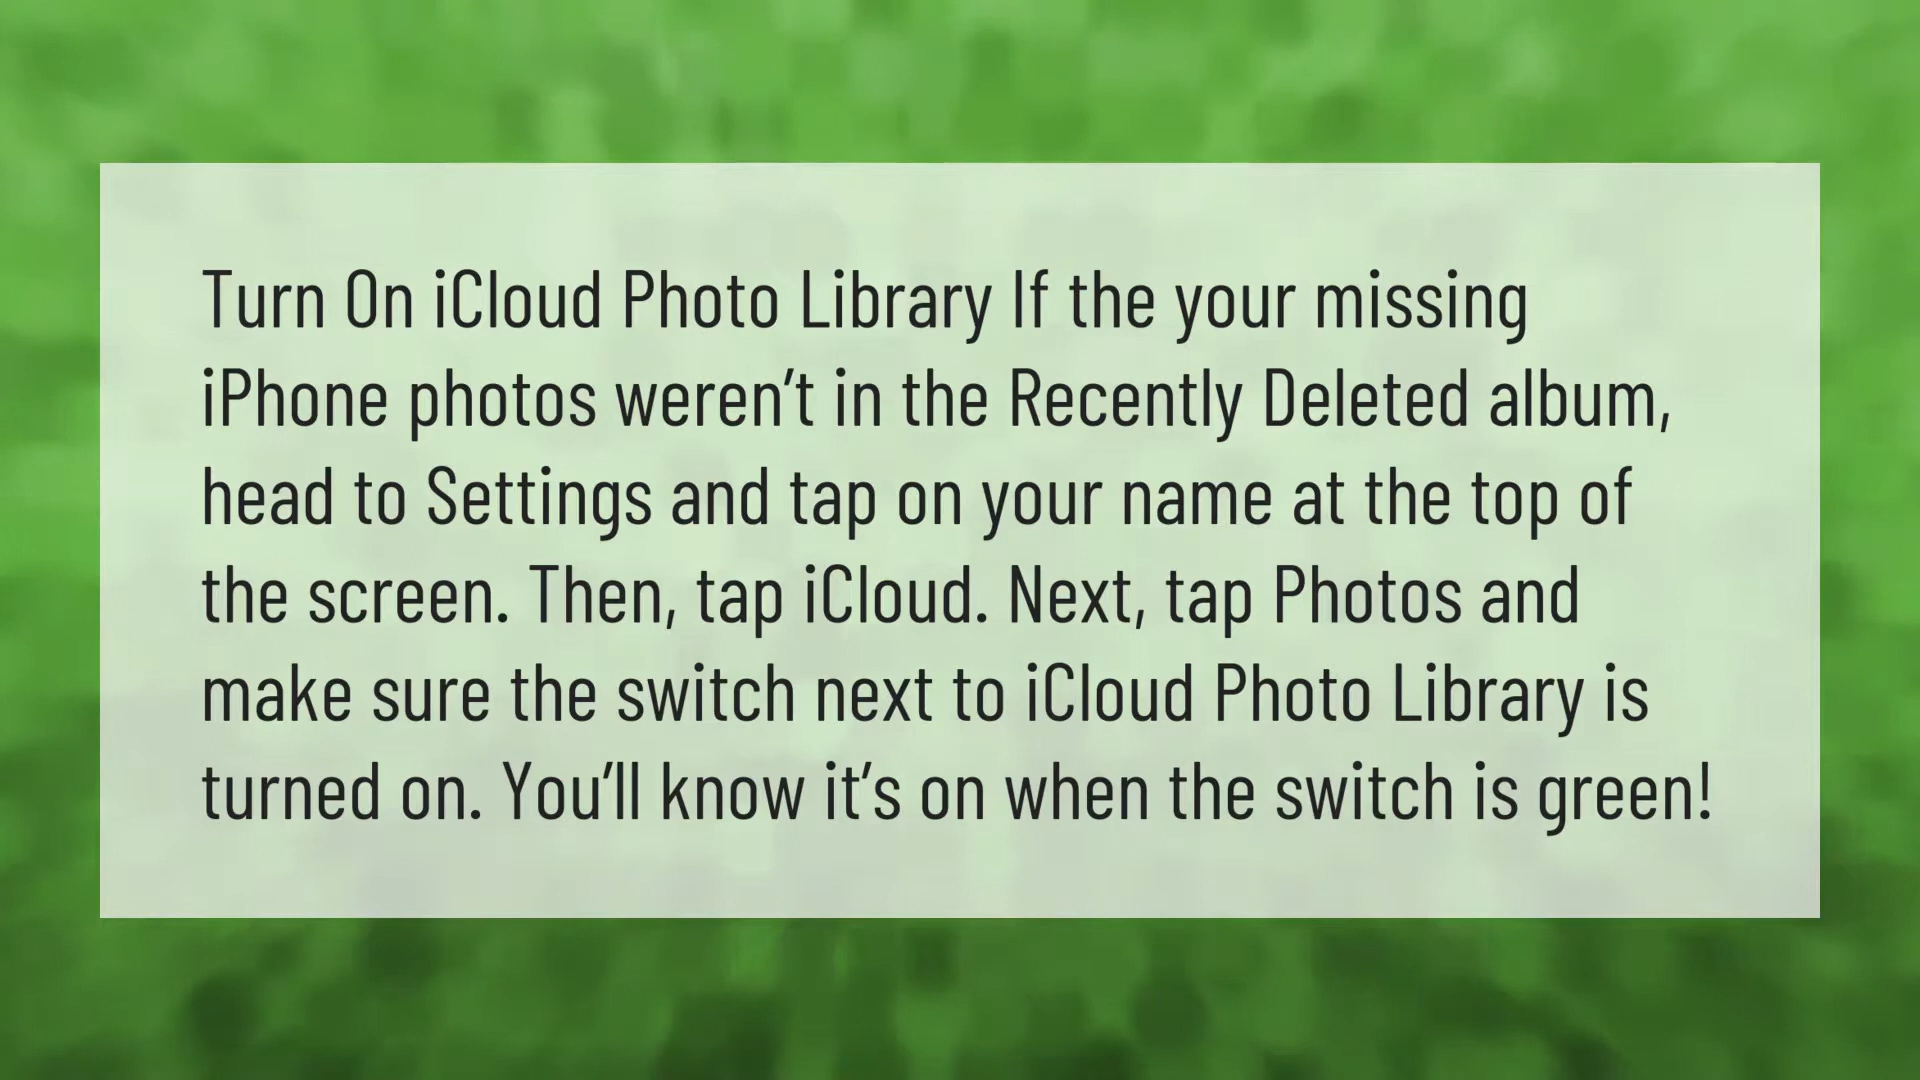 Turn On iCloud Photo Library If the your missing
iPhone photos weren’t in the Recently Deleted album,
head to Settings and tap on your name at the top of
the screen. Then, tap iCloud. Next, tap Photos and
make sure the switch next to iCloud Photo Library is
turned on. You’ll know it’s on when the switch is green!